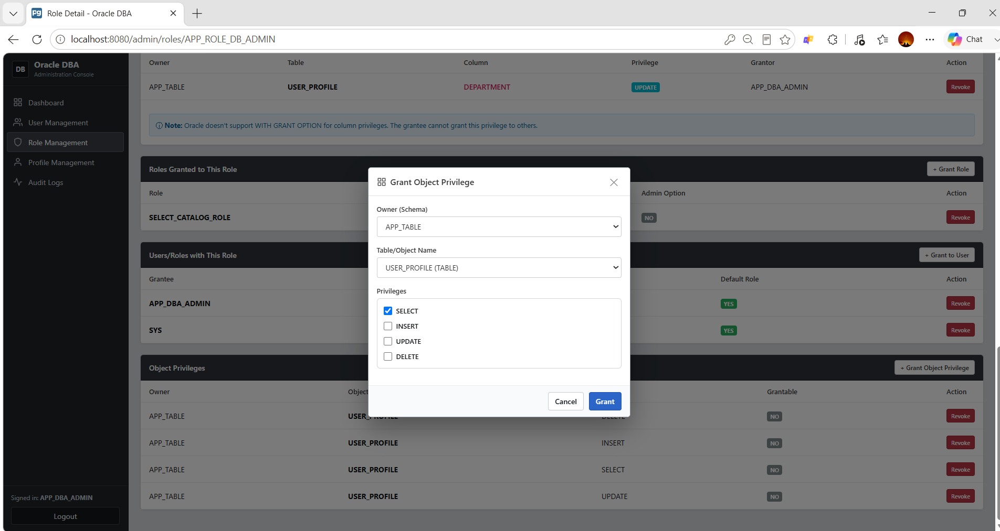 pg Role Detail - Oracle DBA
localhost:8080/admin/roles/APP_ROLE_DB_ADMIN
Chat
DB
Oracle DBA
Administration Console
Dashboard
User Management
Role Management
Profile Management
Audit Logs
Signed in: APP_DBA_ADMIN
Logout
Owner Table Column Privilege Grantor Action
APP_TABLE USER_PROFILE DEPARTMENT UPDATE APP_DBA_ADMIN Revoke
Note: Oracle doesn't support WITH GRANT OPTION for column privileges. The grantee cannot grant this privilege to others.
Roles Granted to This Role + Grant Role
Role Admin Option Action
SELECT_CATALOG_ROLE NO Revoke
Users/Roles with This Role + Grant to User
Grantee Default Role Action
APP_DBA_ADMIN YES Revoke
SYS YES Revoke
Object Privileges + Grant Object Privilege
Owner Object Grantable Action
APP_TABLE USER_PROFILE DELETE NO Revoke
APP_TABLE USER_PROFILE INSERT NO Revoke
APP_TABLE USER_PROFILE SELECT NO Revoke
APP_TABLE USER_PROFILE UPDATE NO Revoke
Grant Object Privilege
Owner (Schema)
APP_TABLE
Table/Object Name
USER_PROFILE (TABLE)
Privileges
SELECT
INSERT
UPDATE
DELETE
Cancel Grant